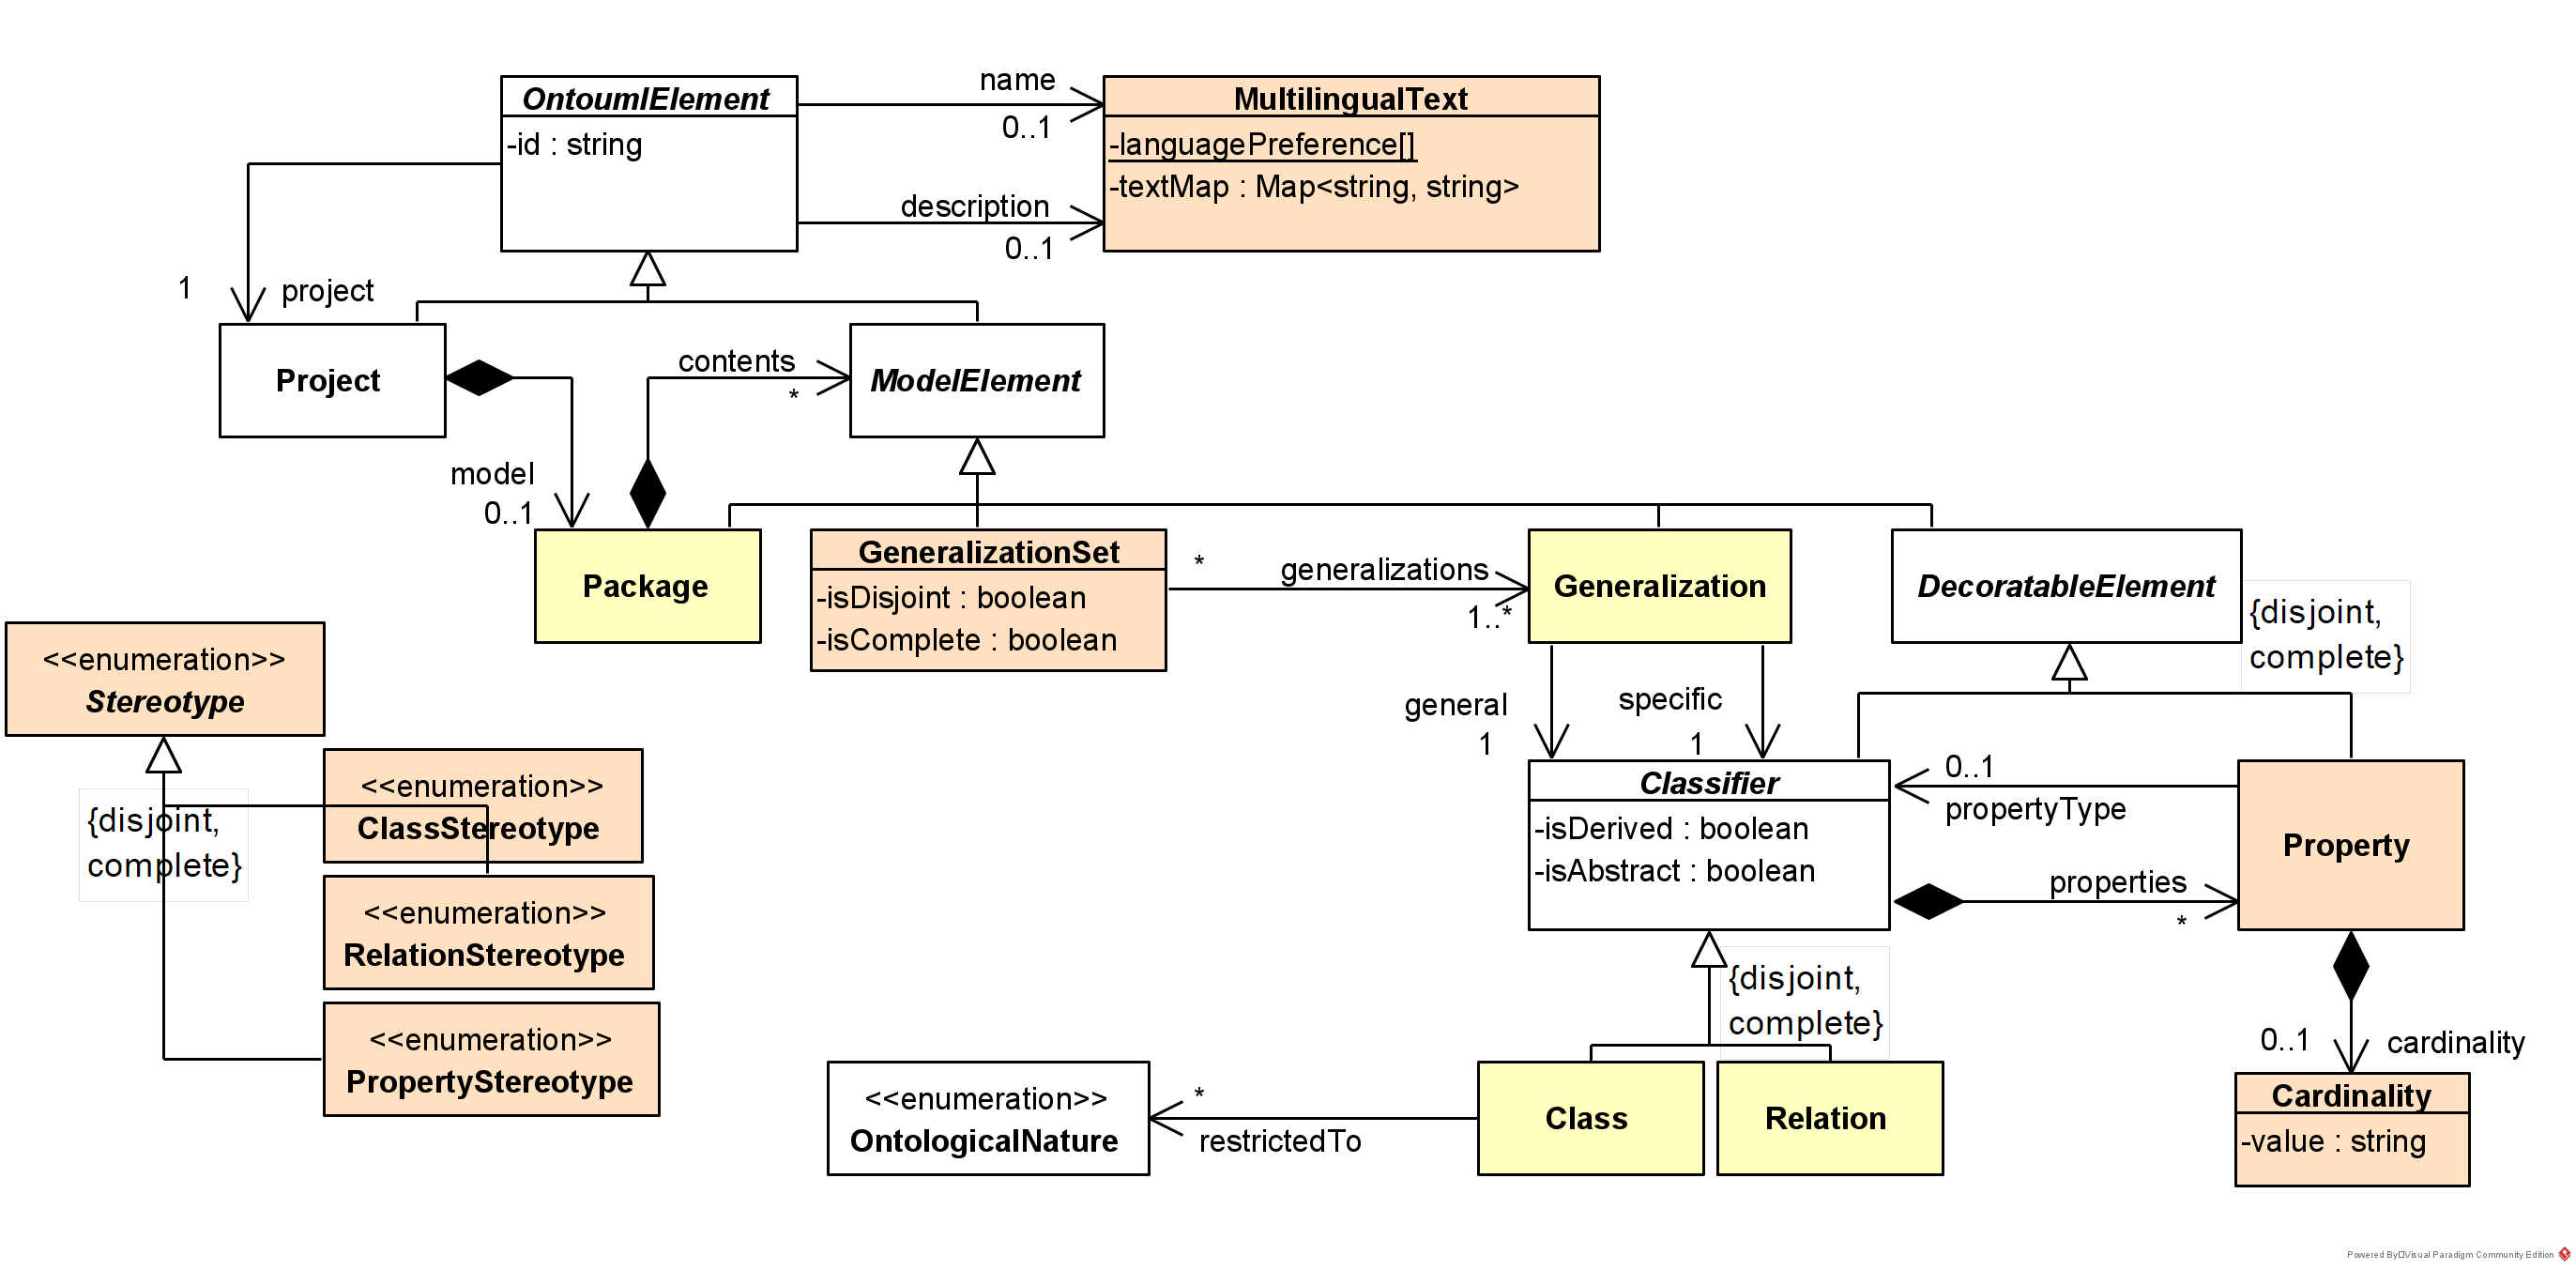 OntoumlElement
-id : string
name
0..1
description
0..1
MultilingualText
-languagePreference[]
-textMap : Map<string, string>
1
project
Project
contents
*
ModelElement
model
0..1
Package
GeneralizationSet
-isDisjoint : boolean
-isComplete : boolean
*
generalizations
1..*
Generalization
DecoratableElement
{disjoint,
complete}
<<enumeration>>
Stereotype
{disjoint,
complete}
<<enumeration>>
ClassStereotype
<<enumeration>>
RelationStereotype
<<enumeration>>
PropertyStereotype
general
1
specific
1
Classifier
-isDerived : boolean
-isAbstract : boolean
0..1
propertyType
properties
*
Property
{disjoint,
complete}
<<enumeration>>
OntologicalNature
*
restrictedTo
Class
Relation
0..1
cardinality
Cardinality
-value : string
Powered By Visual Paradigm Community Edition